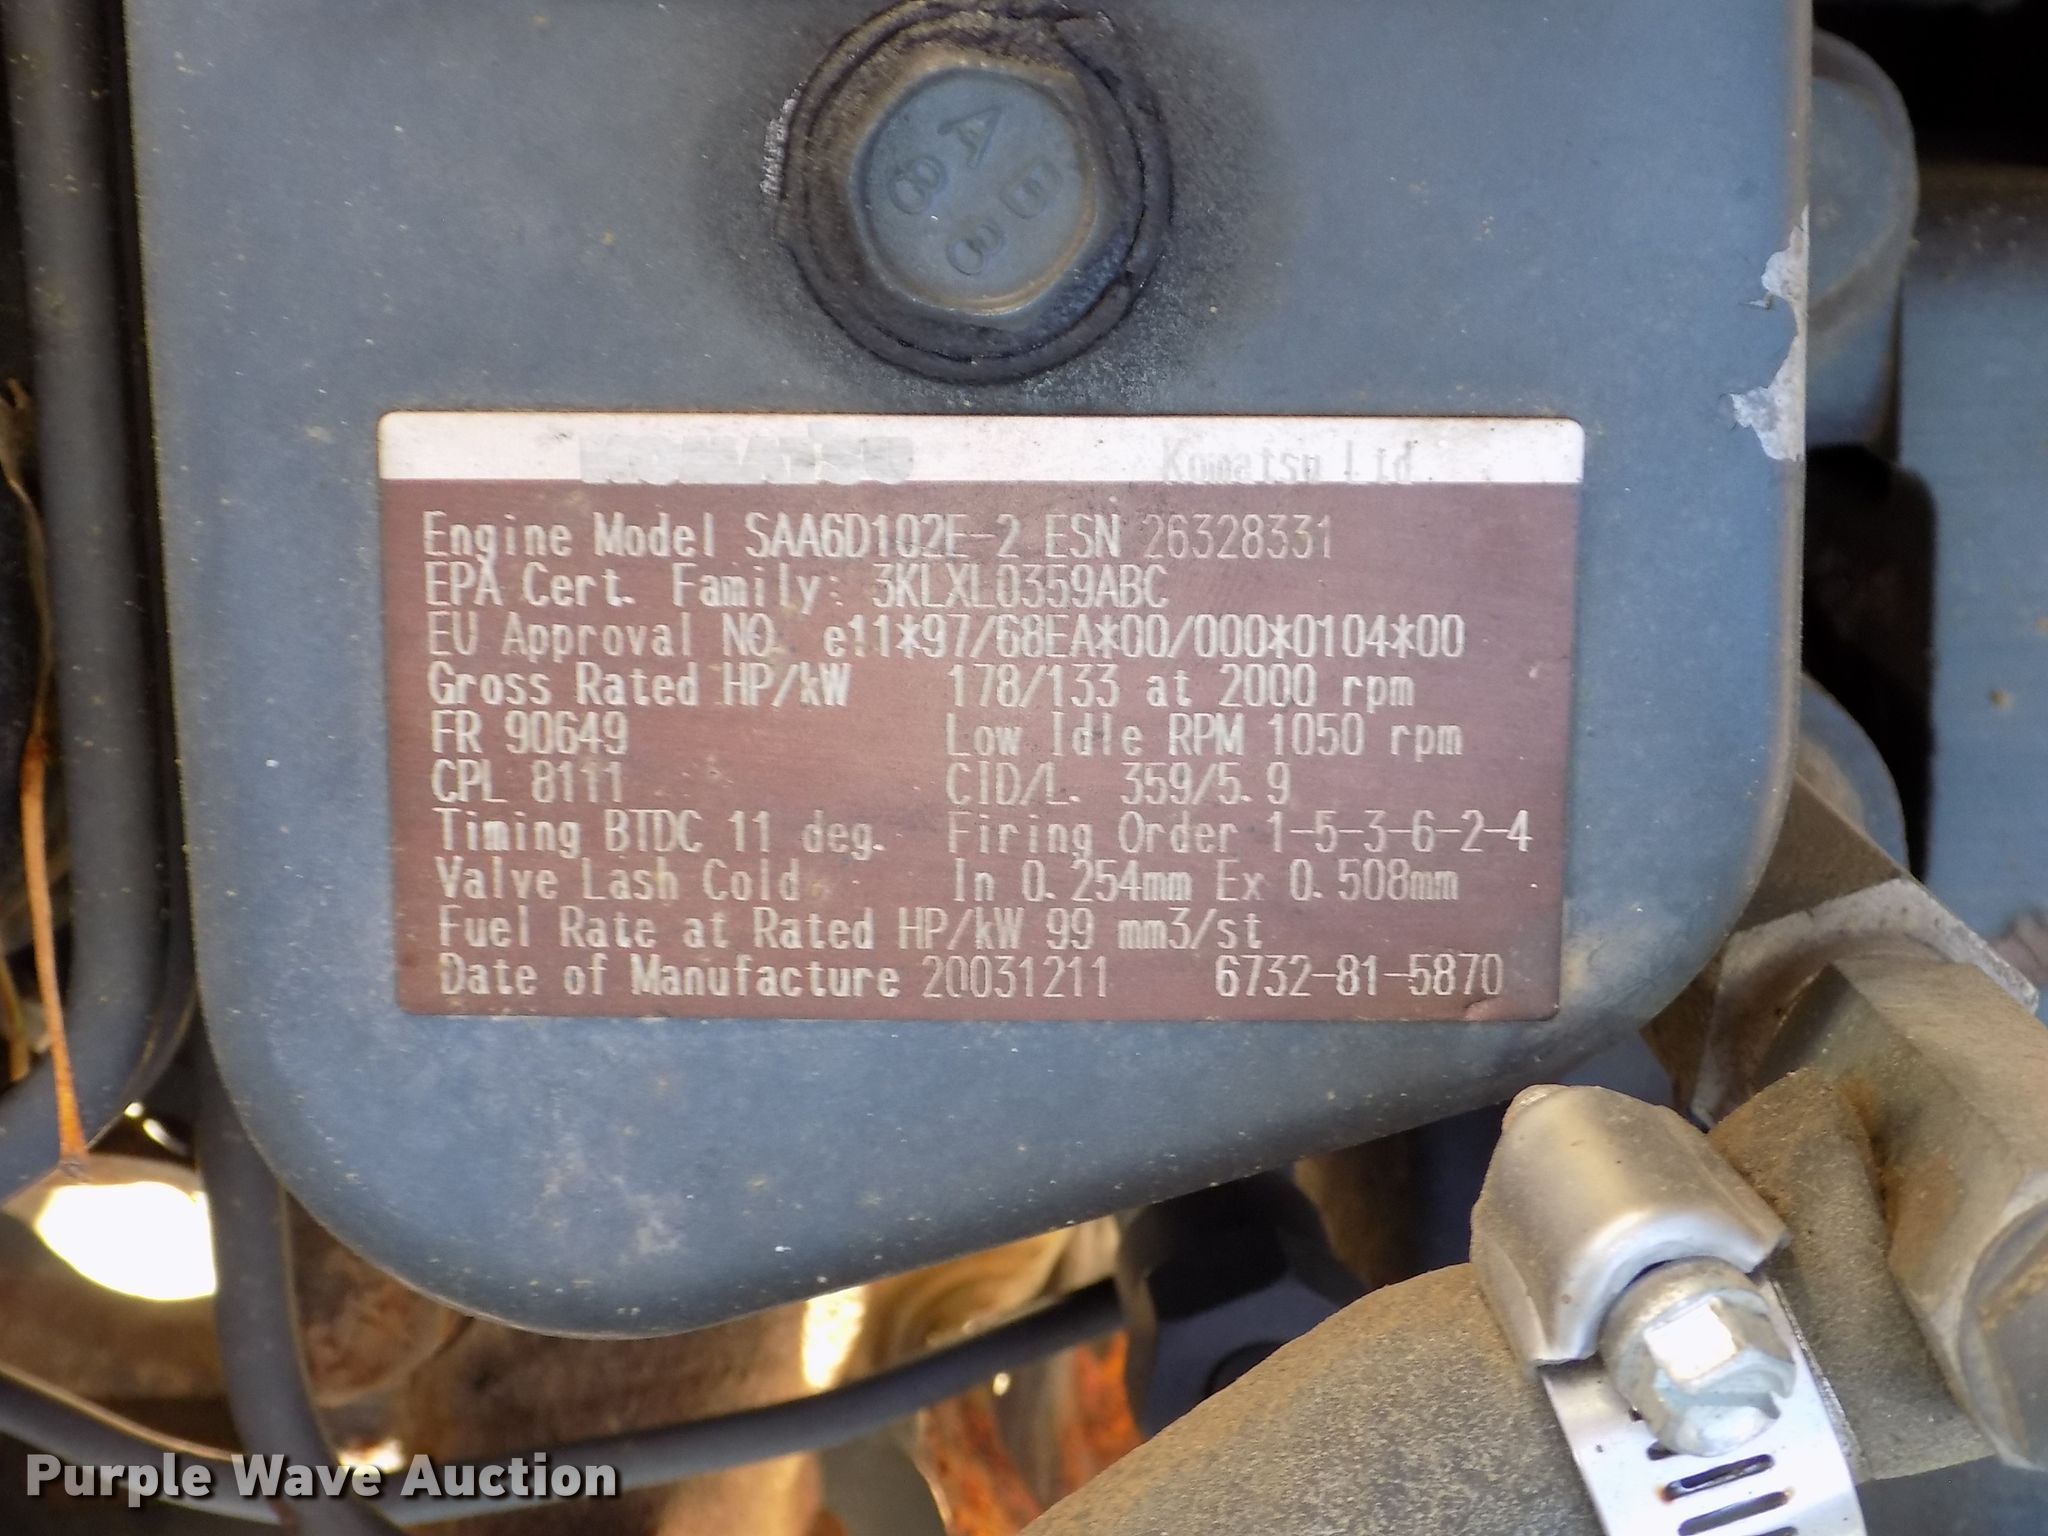 A D 8 8
KOMATSU Komatsu Ltd.
Engine Model SAA6D102E-2 ESN 26328331
EPA Cert. Family: 3KLXL0359ABC
EU Approval NO. e11*97/68EA*00/000*0104*00
Gross Rated HP/kW 178/133 at 2000 rpm
FR 90649 Low Idle RPM 1050 rpm
CPL 8111 CID/L. 359/5.9
Timing BTDC 11 deg. Firing Order 1-5-3-6-2-4
Valve Lash Cold In 0.254mm Ex 0.508mm
Fuel Rate at Rated HP/kW 99 mm3/st
Date of Manufacture 20031211 6732-81-5870
Purple Wave Auction